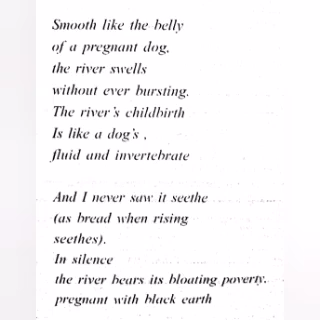 Smooth like the belly
of a pregnant dog,
the river swells
without ever bursting.
The river's childbirth
Is like a dog's ,
fluid and invertebrate
And I never saw it seethe
(as bread when rising
seethes).
In silence
the river bears its bloating poverty,
pregnant with black earth